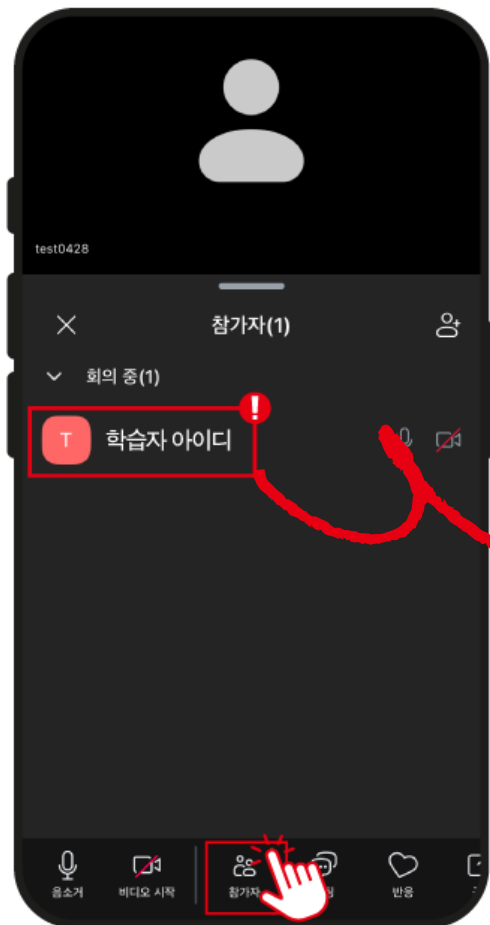 test0428
참가자(1)
회의 중(1)
T 학습자 아이디
음소거 비디오 시작 참가자 반응